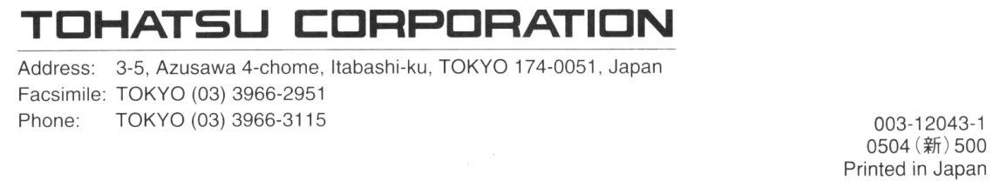 TOHATSU CORPORATION
Address: 3-5, Azusawa 4-chome, Itabashi-ku, TOKYO 174-0051, Japan
Facsimile: TOKYO (03) 3966-2951
Phone: TOKYO (03) 3966-3115
003-12043-1
0504（新）500
Printed in Japan